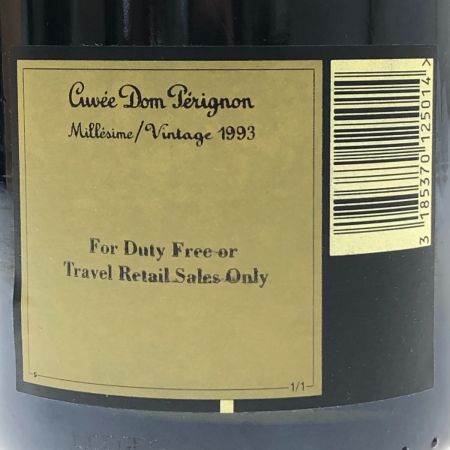 Cuvée Dom Pérignon
Millésime/Vintage 1993
For Duty Free or
Travel Retail Sales Only
s
1/1
3 185370 125014 >